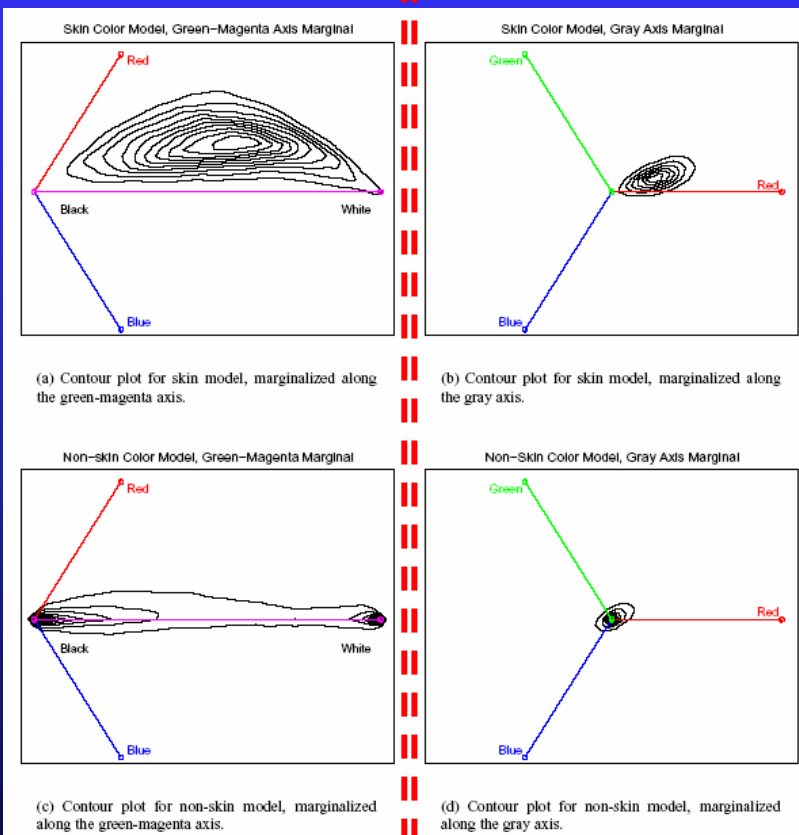 Skin Color Model, Green-Magenta Axis Marginal
Red
Black
White
Blue
(a) Contour plot for skin model, marginalized along
the green-magenta axis.
Skin Color Model, Gray Axis Marginal
Green
Red
Blue
(b) Contour plot for skin model, marginalized along
the gray axis.
Non-skin Color Model, Green-Magenta Marginal
Red
Black
White
Blue
(c) Contour plot for non-skin model, marginalized
along the green-magenta axis.
Non-Skin Color Model, Gray Axis Marginal
Green
Red
Blue
(d) Contour plot for non-skin model, marginalized
along the gray axis.